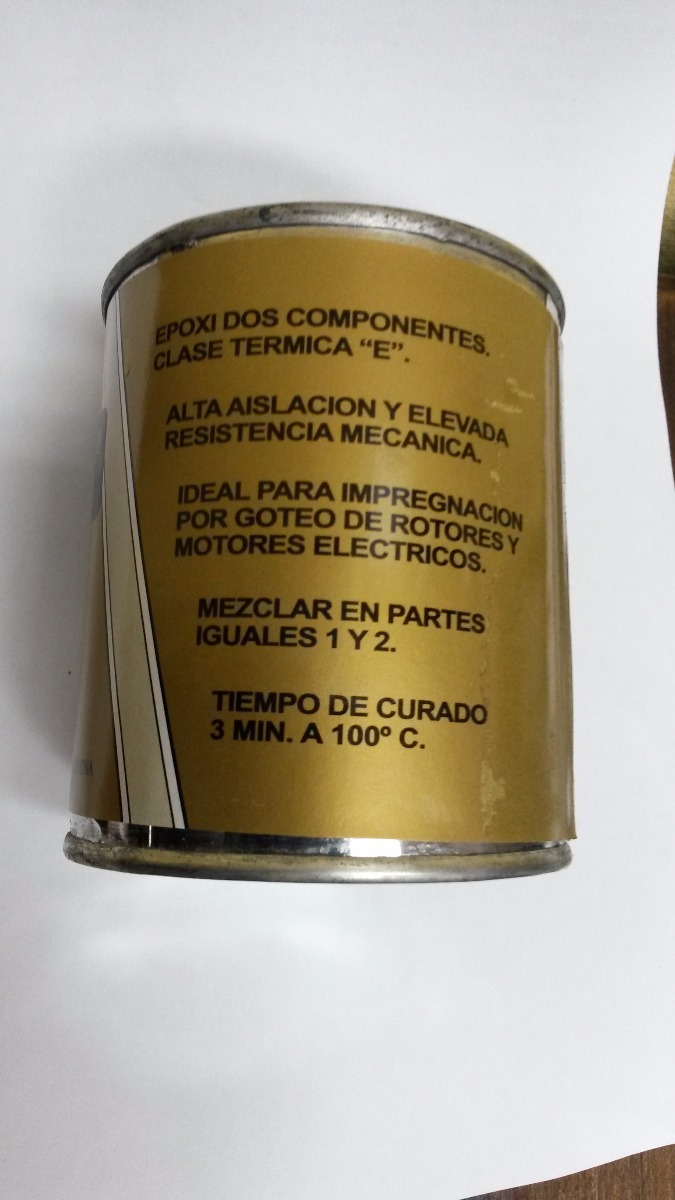 EPOXI DOS COMPONENTES.
CLASE TERMICA “E”.
ALTA AISLACION Y ELEVADA
RESISTENCIA MECANICA.
IDEAL PARA IMPREGNACION
POR GOTEO DE ROTORES Y
MOTORES ELECTRICOS.
MEZCLAR EN PARTES
IGUALES 1 Y 2.
TIEMPO DE CURADO
3 MIN. A 100º C.